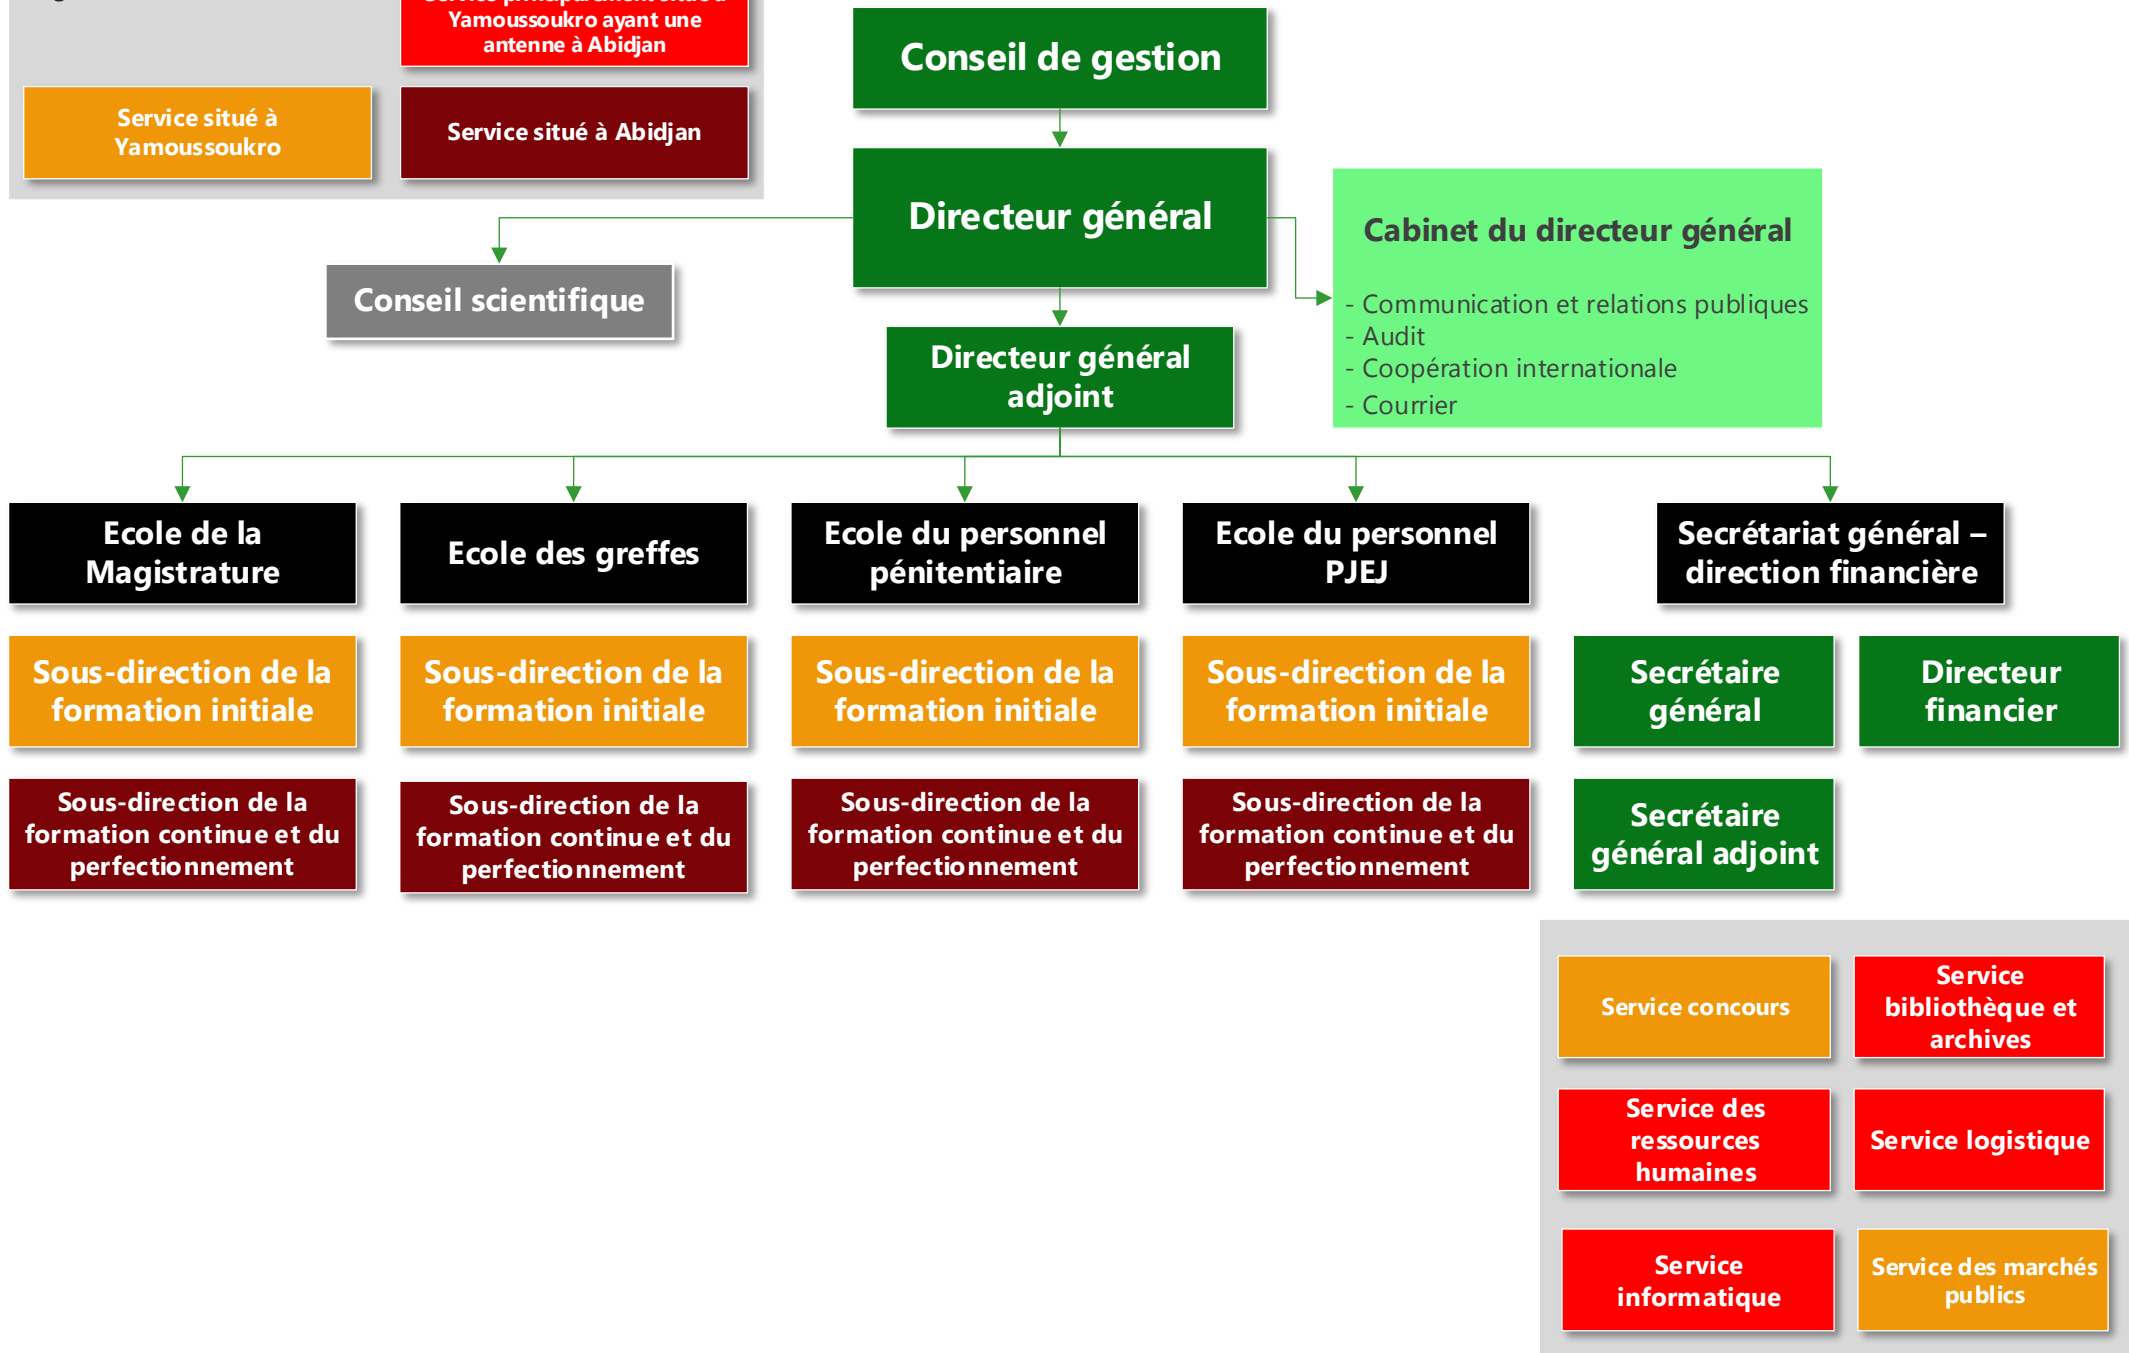 Yamoussoukro ayant une
antenne à Abidjan
Service situé à
Yamoussoukro
Service situé à Abidjan
Conseil de gestion
Directeur général
Cabinet du directeur général
- Communication et relations publiques
- Audit
- Coopération internationale
- Courrier
Conseil scientifique
Directeur général
adjoint
Ecole de la
Magistrature
Ecole des greffes
Ecole du personnel
pénitentiaire
Ecole du personnel
PJEJ
Secrétariat général –
direction financière
Sous-direction de la
formation initiale
Sous-direction de la
formation initiale
Sous-direction de la
formation initiale
Sous-direction de la
formation initiale
Secrétaire
général
Directeur
financier
Sous-direction de la
formation continue et du
perfectionnement
Sous-direction de la
formation continue et du
perfectionnement
Sous-direction de la
formation continue et du
perfectionnement
Sous-direction de la
formation continue et du
perfectionnement
Secrétaire
général adjoint
Service concours
Service
bibliothèque et
archives
Service des
ressources
humaines
Service logistique
Service
informatique
Service des marchés
publics